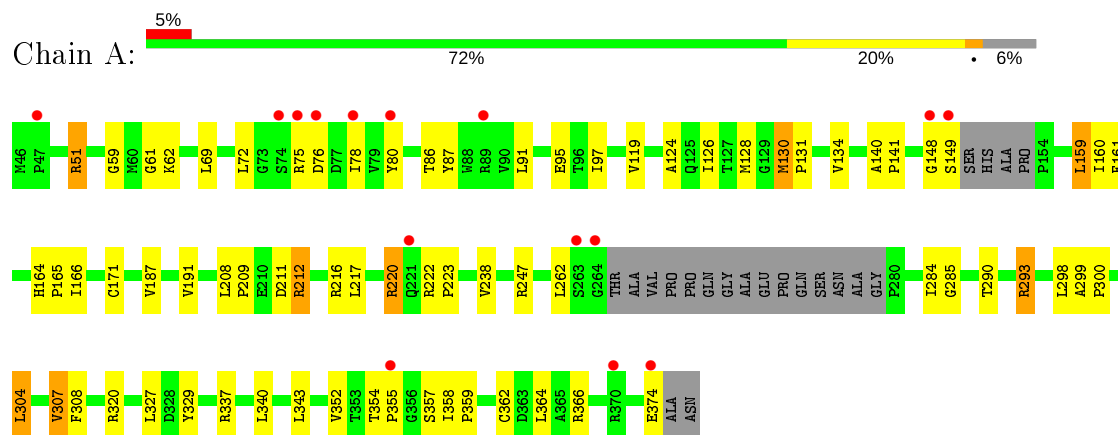 5%
Chain A:
72% 20% • 6%
M46 P47 R51 G59 M60 G61 K62 L69 L72 G73 S74 R75 D76 D77 I78 V79 Y80 T86 Y87 W88 R89 V90 L91 E95 T96 I97 V119 A124 Q125 I126 T127 M128 G129 M130 P131 V134 A140 P141 G148 S149 SER HIS ALA PRO P154 L159 I160 F161
H164 P165 I166 C171 V187 V191 L208 P209 E210 D211 R212 R216 L217 R220 Q221 R222 P223 V238 R247 L262 S263 G264 THR ALA VAL PRO PRO GLN GLY ALA GLU PRO GLN SER ASN ALA GLY P280 I284 G285 T290 R293 L298 A299 P300
L304 V307 F308 R320 L327 D328 Y329 R337 L340 L343 V352 T353 T354 P355 G356 S357 I358 P359 C362 D363 L364 A365 R366 R370 E374 ALA ASN